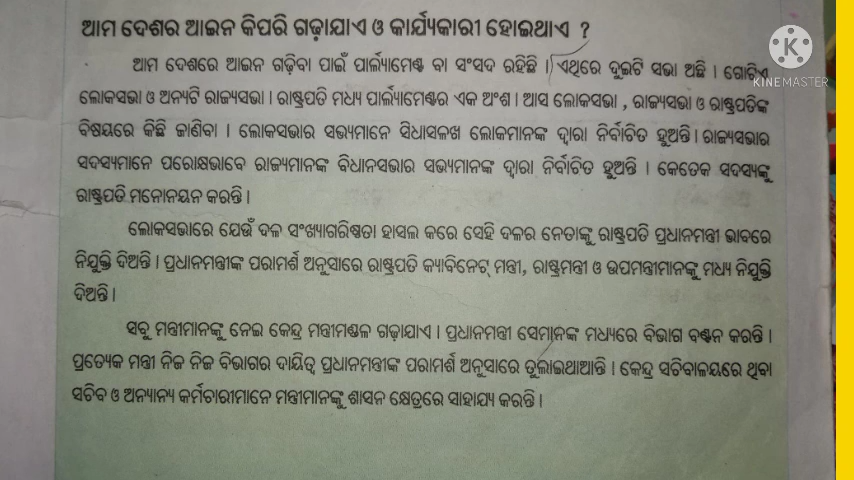 ଆମ ଦେଶର ଆଇନ କିପରି ଗଢ଼ାଯାଏ ଓ କାର୍ଯ୍ୟକାରୀ ହୋଇଥାଏ ?
ଆମ ଦେଶରେ ଆଇନ ଗଢ଼ିବା ପାଇଁ ପାର୍ଲ୍ୟାମେଣ୍ଟ ବା ସଂସଦ ରହିଛି । ଏଥିରେ ଦୁଇଟି ସଭା ଅଛି । ଗୋଟିଏ
ଲୋକସଭା ଓ ଅନ୍ୟଟି ରାଜ୍ୟସଭା । ରାଷ୍ଟ୍ରପତି ମଧ୍ୟ ପାର୍ଲ୍ୟାମେଣ୍ଟର ଏକ ଅଂଶ । ଆସ ଲୋକସଭା , ରାଜ୍ୟସଭା ଓ ରାଷ୍ଟ୍ରପତିଙ୍କ
ବିଷୟରେ କିଛି ଜାଣିବା । ଲୋକସଭାର ସଭ୍ୟମାନେ ସିଧାସଳଖ ଲୋକମାନଙ୍କ ଦ୍ୱାରା ନିର୍ବାଚିତ ହୁଅନ୍ତି । ରାଜ୍ୟସଭାର
ସଦସ୍ୟମାନେ ପରୋକ୍ଷଭାବେ ରାଜ୍ୟମାନଙ୍କ ବିଧାନସଭାର ସଭ୍ୟମାନଙ୍କ ଦ୍ୱାରା ନିର୍ବାଚିତ ହୁଅନ୍ତି । କେତେକ ସଦସ୍ୟଙ୍କୁ
ରାଷ୍ଟ୍ରପତି ମନୋନୟନ କରନ୍ତି ।
ଲୋକସଭାରେ ଯେଉଁ ଦଳ ସଂଖ୍ୟାଗରିଷ୍ଠତା ହାସଲ କରେ ସେହି ଦଳର ନେତାଙ୍କୁ ରାଷ୍ଟ୍ରପତି ପ୍ରଧାନମନ୍ତ୍ରୀ ଭାବରେ
ନିଯୁକ୍ତି ଦିଅନ୍ତି । ପ୍ରଧାନମନ୍ତ୍ରୀଙ୍କ ପରାମର୍ଶ ଅନୁସାରେ ରାଷ୍ଟ୍ରପତି କ୍ୟାବିନେଟ୍ ମନ୍ତ୍ରୀ, ରାଷ୍ଟ୍ରମନ୍ତ୍ରୀ ଓ ଉପମନ୍ତ୍ରୀମାନଙ୍କୁ ମଧ୍ୟ ନିଯୁକ୍ତି
ଦିଅନ୍ତି ।
ସବୁ ମନ୍ତ୍ରୀମାନଙ୍କୁ ନେଇ କେନ୍ଦ୍ର ମନ୍ତ୍ରୀମଣ୍ଡଳ ଗଢ଼ାଯାଏ । ପ୍ରଧାନମନ୍ତ୍ରୀ ସେମାନଙ୍କ ମଧ୍ୟରେ ବିଭାଗ ବଣ୍ଟନ କରନ୍ତି ।
ପ୍ରତ୍ୟେକ ମନ୍ତ୍ରୀ ନିଜ ନିଜ ବିଭାଗର ଦାୟିତ୍ୱ ପ୍ରଧାନମନ୍ତ୍ରୀଙ୍କ ପରାମର୍ଶ ଅନୁସାରେ ତୁଲାଇଥାଆନ୍ତି । କେନ୍ଦ୍ର ସଚିବାଳୟରେ ଥିବା
ସଚିବ ଓ ଅନ୍ୟାନ୍ୟ କର୍ମଚାରୀମାନେ ମନ୍ତ୍ରୀମାନଙ୍କୁ ଶାସନ କ୍ଷେତ୍ରରେ ସାହାଯ୍ୟ କରନ୍ତି ।
KINEMASTER